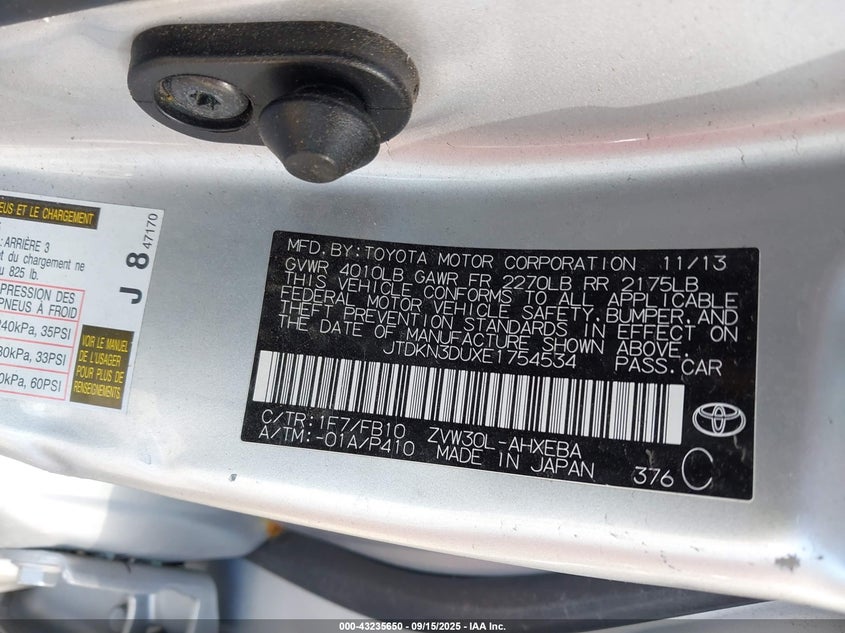 EUS ET LE CHARGEMENT
: ARRIÈRE 3
t du chargement ne
u 825 lb.
PRESSION DES
PNEUS À FROID
240kPa, 35PSI
30kPa, 33PSI
0kPa, 60PSI
VOIR LE MANUEL
DE L'USAGER
POUR PLUS DE
RENSEIGNEMENTS
J 8 47170
MFD. BY: TOYOTA MOTOR CORPORATION 11/13
GVWR 4010LB GAWR FR 2270LB RR 2175LB
THIS VEHICLE CONFORMS TO ALL APPLICABLE
FEDERAL MOTOR VEHICLE SAFETY, BUMPER, AND
THEFT PREVENTION STANDARDS IN EFFECT ON
THE DATE OF MANUFACTURE SHOWN ABOVE.
JTDKN3DUXE1754534 PASS. CAR
C/TR: 1F7/FB10 ZVW30L-AHXEBA
A/TM: -01A/P410 MADE IN JAPAN 376 C
000-43235650 - 09/15/2025 - IAA Inc.